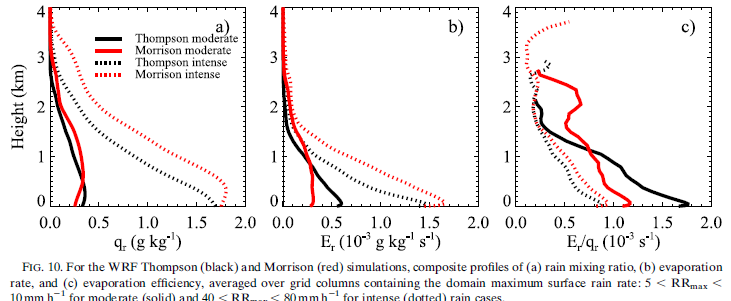 a)
b)
c)
Thompson moderate
Morrison moderate
Thompson intense
Morrison intense
Height (km)
4
3
2
1
0
0.0 0.5 1.0 1.5 2.0
qr (g kg-1)
4
3
2
1
0
0.0 0.5 1.0 1.5 2.0
Er (10-3 g kg-1 s-1)
4
3
2
1
0
0.0 0.5 1.0 1.5 2.0
Er/qr (10-3 s-1)
FIG. 10. For the WRF Thompson (black) and Morrison (red) simulations, composite profiles of (a) rain mixing ratio, (b) evaporation
rate, and (c) evaporation efficiency, averaged over grid columns containing the domain maximum surface rain rate: 5 < RRmax <
10 mm h−1 for moderate (solid) and 40 < RRmax < 80 mm h−1 for intense (dotted) rain cases.